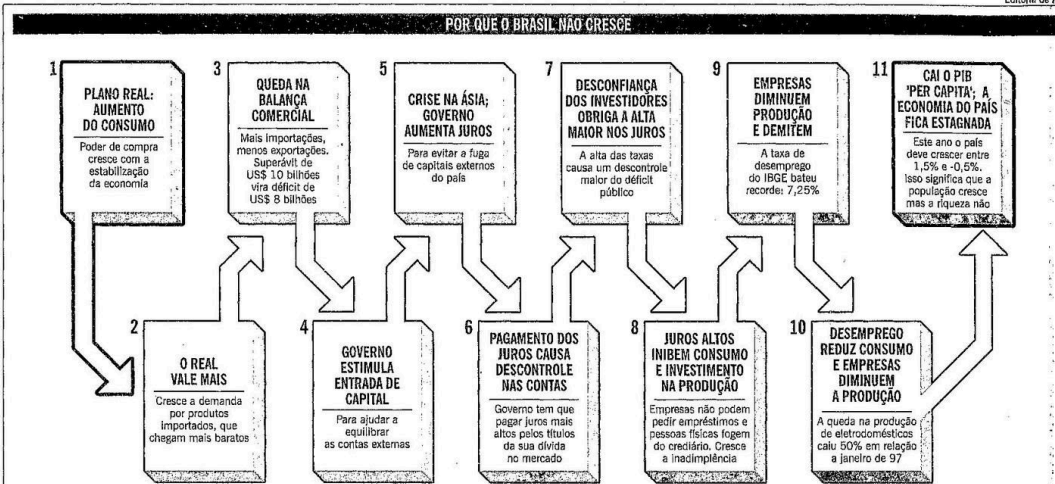 Editoria de
POR QUE O BRASIL NÃO CRESCE
1
PLANO REAL:
AUMENTO
DO CONSUMO
Poder de compra
cresce com a
estabilização
da economia
2
O REAL
VALE MAIS
Cresce a demanda
por produtos
importados, que
chegam mais baratos
3
QUEDA NA
BALANÇA
COMERCIAL
Mais importações,
menos exportações.
Superávit de
US$ 10 bilhões
vira déficit de
US$ 8 bilhões
4
GOVERNO
ESTIMULA
ENTRADA DE
CAPITAL
Para ajudar a
equilibrar
as contas externas
5
CRISE NA ÁSIA;
GOVERNO
AUMENTA JUROS
Para evitar a fuga
de capitais externos
do país
6
PAGAMENTO DOS
JUROS CAUSA
DESCONTROLE
NAS CONTAS
Governo tem que
pagar juros mais
altos pelos títulos
da sua dívida
no mercado
7
DESCONFIANÇA
DOS INVESTIDORES
OBRIGA A ALTA
MAIOR NOS JUROS
A alta das taxas
causa um descontrole
maior do déficit
público
8
JUROS ALTOS
INIBEM CONSUMO
E INVESTIMENTO
NA PRODUÇÃO
Empresas não podem
pedir empréstimos e
pessoas físicas fogem
do crediário. Cresce
a inadimplência
9
EMPRESAS
DIMINUEM
PRODUÇÃO
E DEMITEM
A taxa de
desemprego
do IBGE bateu
recorde: 7,25%
10
DESEMPREGO
REDUZ CONSUMO
E EMPRESAS
DIMINUEM
A PRODUÇÃO
A queda na produção
de eletrodomésticos
caiu 50% em relação
a janeiro de 97
11
CAI O PIB
'PER CAPITA'; A
ECONOMIA DO PAÍS
FICA ESTAGNADA
Este ano o país
deve crescer entre
1,5% e -0,5%.
Isso significa que a
população cresce
mas a riqueza não